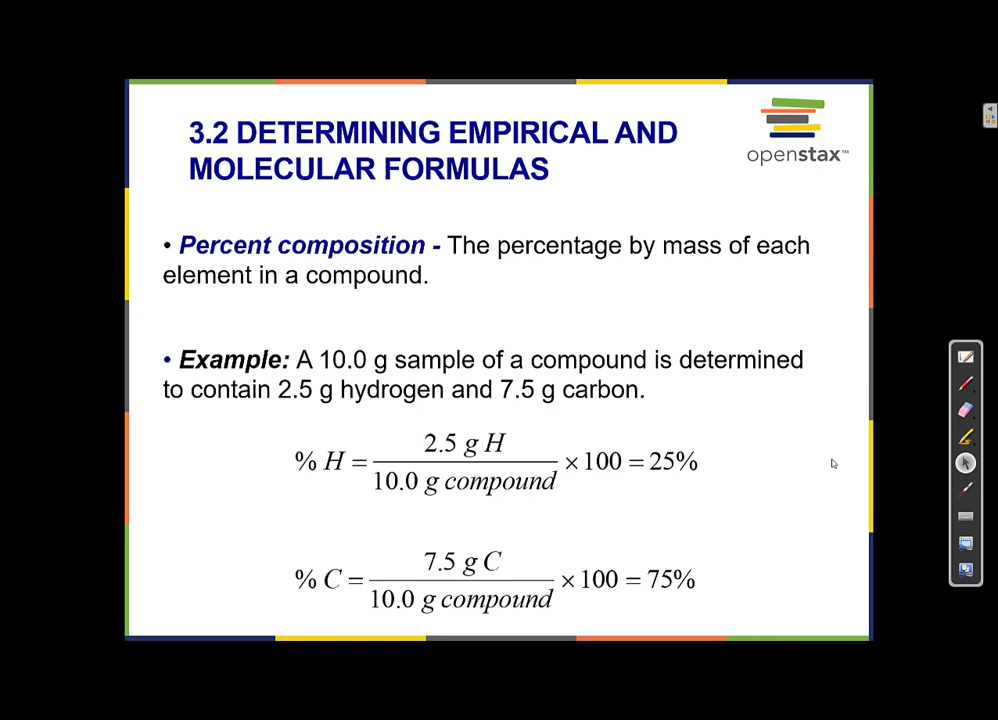 3.2 DETERMINING EMPIRICAL AND
MOLECULAR FORMULAS
openstax™
• Percent composition - The percentage by mass of each
element in a compound.
• Example: A 10.0 g sample of a compound is determined
to contain 2.5 g hydrogen and 7.5 g carbon.
% H = 2.5 g H / 10.0 g compound × 100 = 25%
% C = 7.5 g C / 10.0 g compound × 100 = 75%